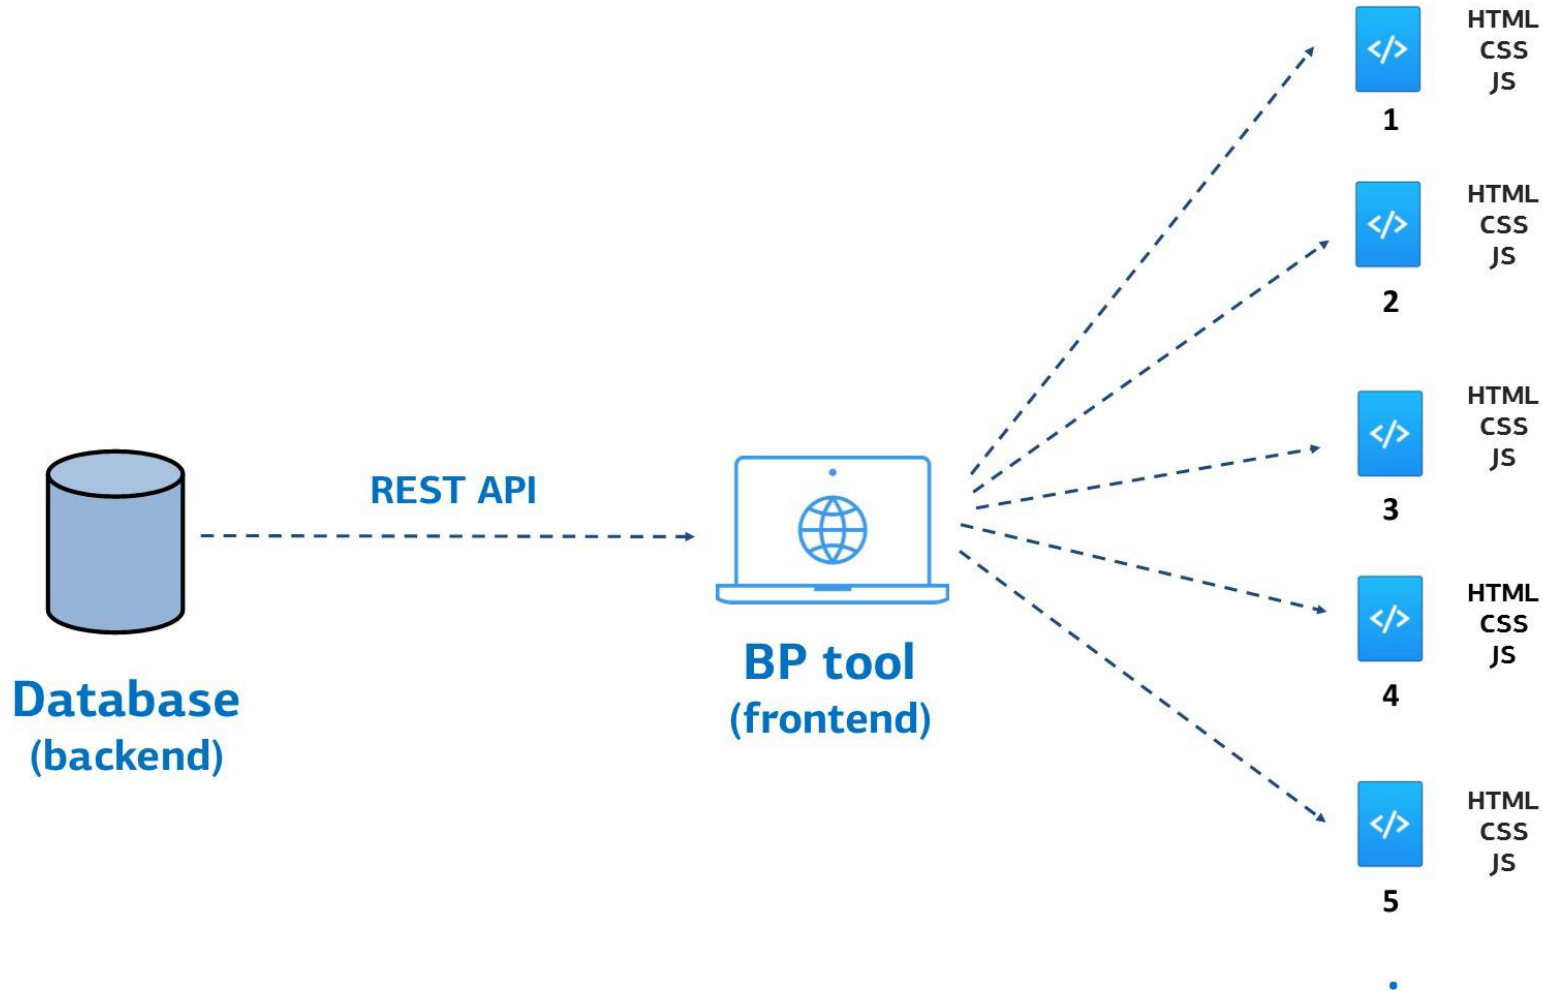 HTML
CSS
JS
1
HTML
CSS
JS
2
HTML
CSS
JS
3
REST API
HTML
CSS
JS
4
BP tool
(frontend)
Database
(backend)
HTML
CSS
JS
5